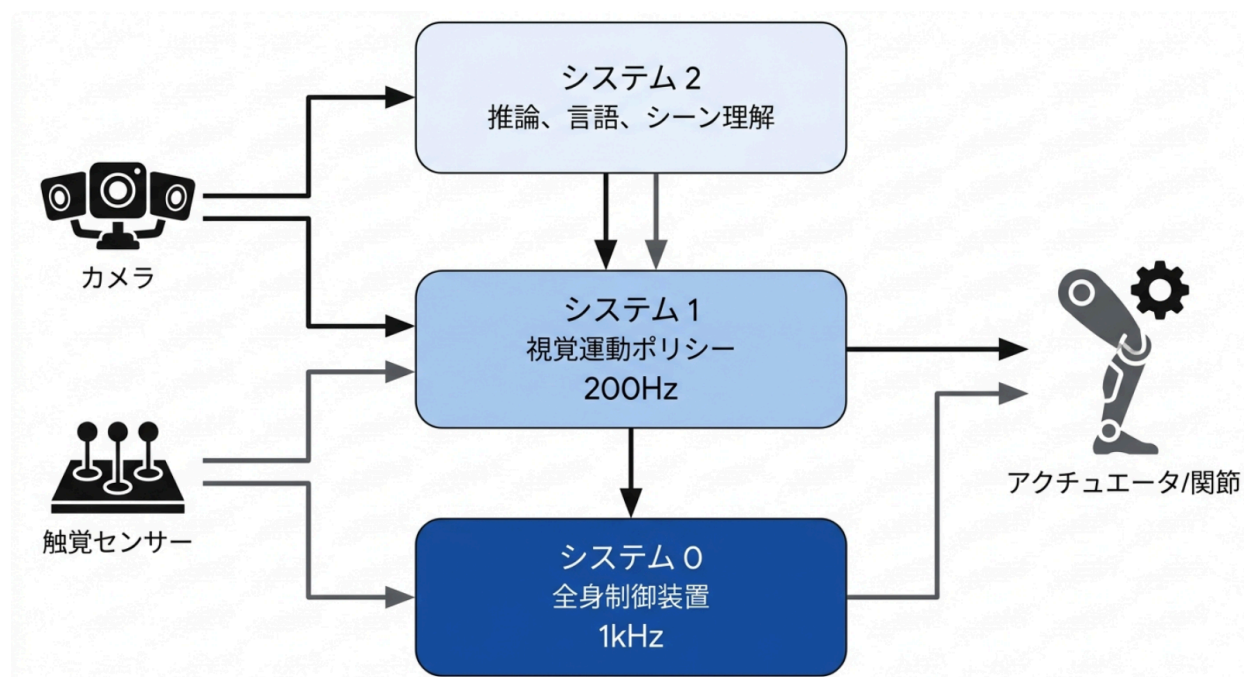 システム 2
推論、言語、シーン理解
カメラ
システム 1
視覚運動ポリシー
200Hz
アクチュエータ/関節
触覚センサー
システム 0
全身制御装置
1kHz